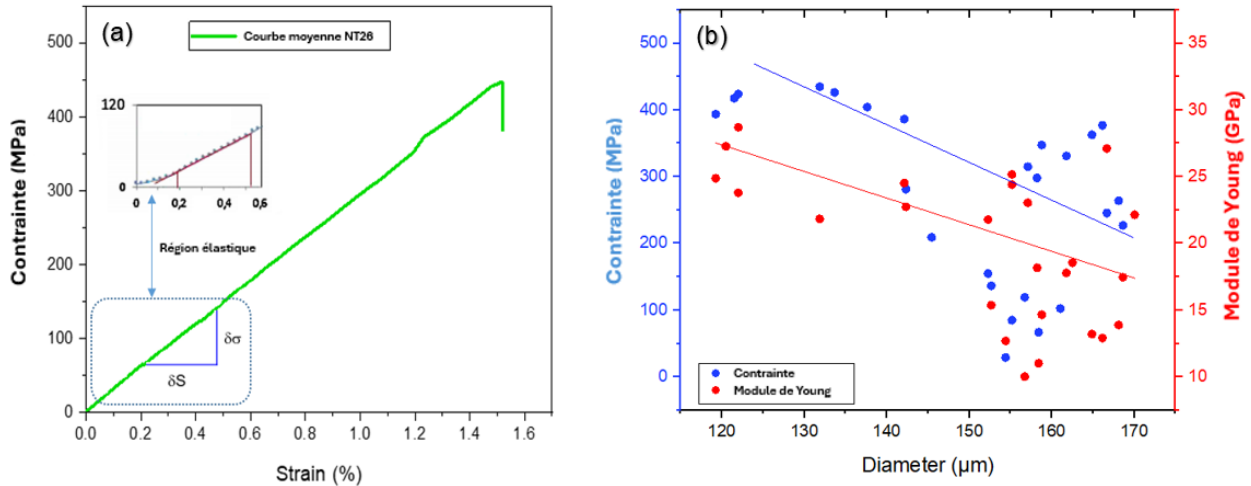 (a)
Courbe moyenne NT26
Contrainte (MPa)
500
400
300
200
100
0
120
0
0
0,2
0,4
0,6
Région élastique
δσ
δS
0.0 0.2 0.4 0.6 0.8 1.0 1.2 1.4 1.6
Strain (%)
(b)
Contrainte (MPa)
500
400
300
200
100
0
Contrainte
Module de Young
35
30
25
20
15
10
Module de Young (GPa)
120 130 140 150 160 170
Diameter (µm)